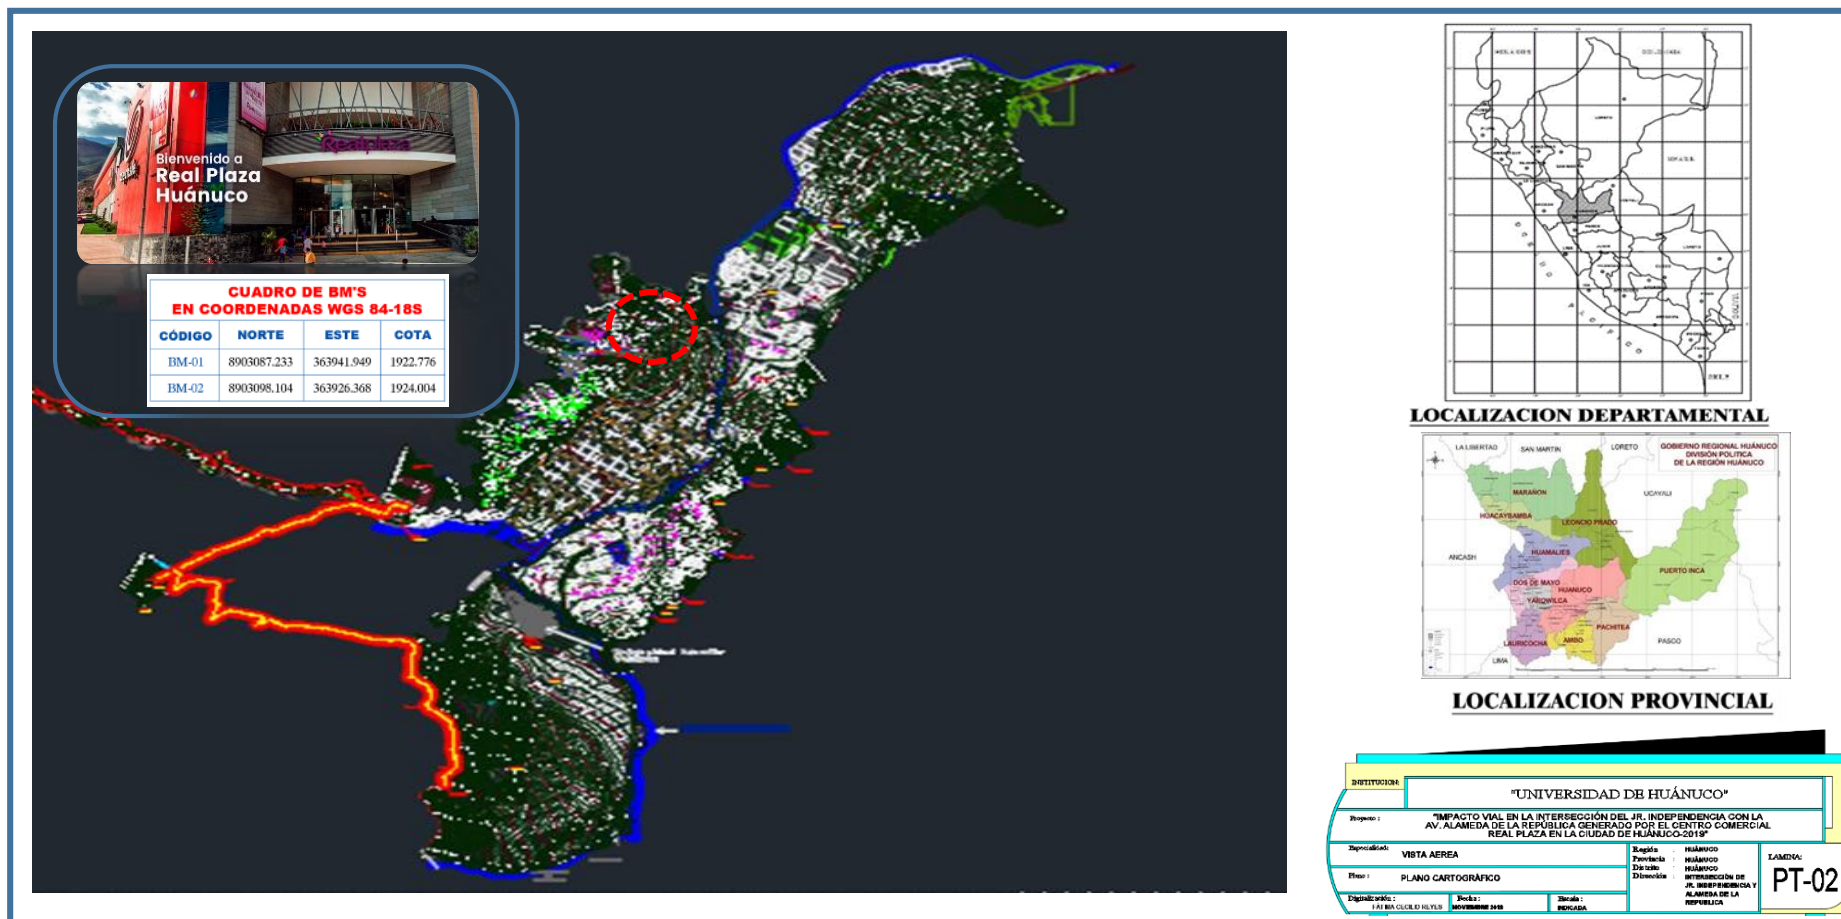 Bienvenido a
Real Plaza
Huánuco
Realplaza
CUADRO DE BM'S
EN COORDENADAS WGS 84-18S
CÓDIGO NORTE ESTE COTA
BM-01 8903087.233 363941.949 1922.776
BM-02 8903098.104 363926.368 1924.004
LOCALIZACION DEPARTAMENTAL
LA LIBERTAD
SAN MARTIN
LORETO
GOBIERNO REGIONAL HUÁNUCO
DIVISIÓN POLITICA
DE LA REGIÓN HUÁNUCO
MARAÑON
UCAYALI
HUACAYBAMBA
LEONCIO PRADO
ANCASH
HUAMALIES
PUERTO INCA
DOS DE MAYO
HUANUCO
YAROWILCA
PACHITEA
LAURICOCHA
AMBO
PASCO
LIMA
LOCALIZACION PROVINCIAL
INSTITUCION:
"UNIVERSIDAD DE HUÁNUCO"
Proyecto :
"IMPACTO VIAL EN LA INTERSECCIÓN DEL JR. INDEPENDENCIA CON LA
AV. ALAMEDA DE LA REPÚBLICA GENERADO POR EL CENTRO COMERCIAL
REAL PLAZA EN LA CIUDAD DE HUÁNUCO-2019"
Especialidad:
VISTA AEREA
Plano :
PLANO CARTOGRÁFICO
Región : HUÁNUCO
Provincia : HUÁNUCO
Distrito : HUÁNUCO
Dirección : INTERSECCIÓN DE
JR. INDEPENDENCIA Y
ALAMEDA DE LA
REPUBLICA
LAMINA:
PT-02
Digitalización :
FATIMA CECILIO REYES
Fecha :
Escala :
INDICADA